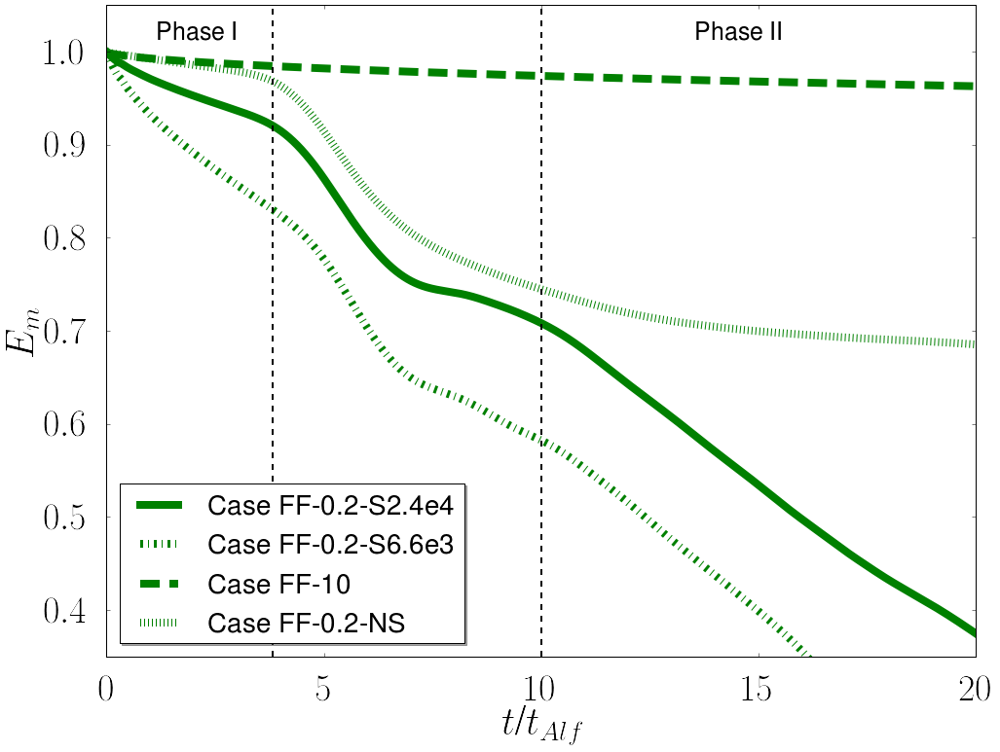 Phase I
Phase II
1.0
0.9
0.8
0.7
0.6
0.5
0.4
E_m
Case FF-0.2-S2.4e4
Case FF-0.2-S6.6e3
Case FF-10
Case FF-0.2-NS
0 5 10 15 20
t/t_{Alf}